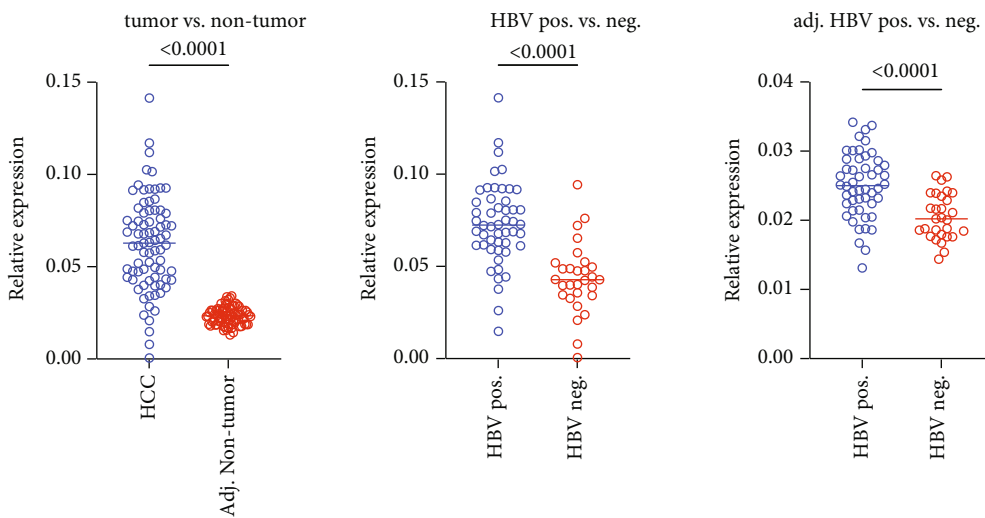 tumor vs. non-tumor
<0.0001
0.15
0.10
0.05
0.00
Relative expression
HCC
Adj. Non-tumor
HBV pos. vs. neg.
<0.0001
0.15
0.10
0.05
0.00
Relative expression
HBV pos.
HBV neg.
adj. HBV pos. vs. neg.
<0.0001
0.04
0.03
0.02
0.01
0.00
Relative expression
HBV pos.
HBV neg.